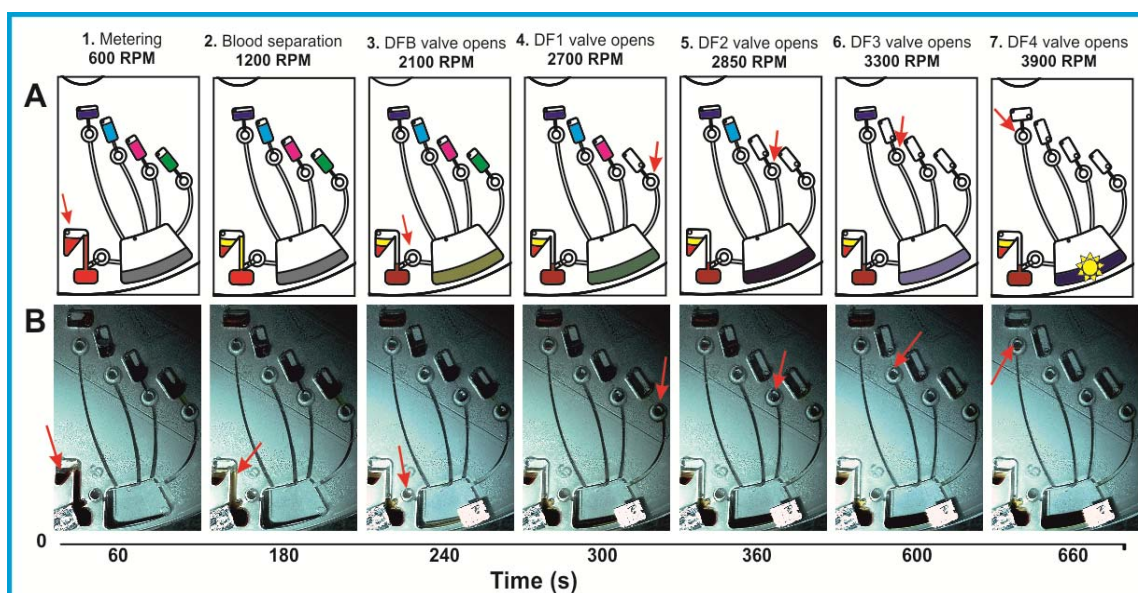 1. Metering
600 RPM
2. Blood separation
1200 RPM
3. DFB valve opens
2100 RPM
4. DF1 valve opens
2700 RPM
5. DF2 valve opens
2850 RPM
6. DF3 valve opens
3300 RPM
7. DF4 valve opens
3900 RPM
A
B
0
60
180
240
300
360
600
660
Time (s)